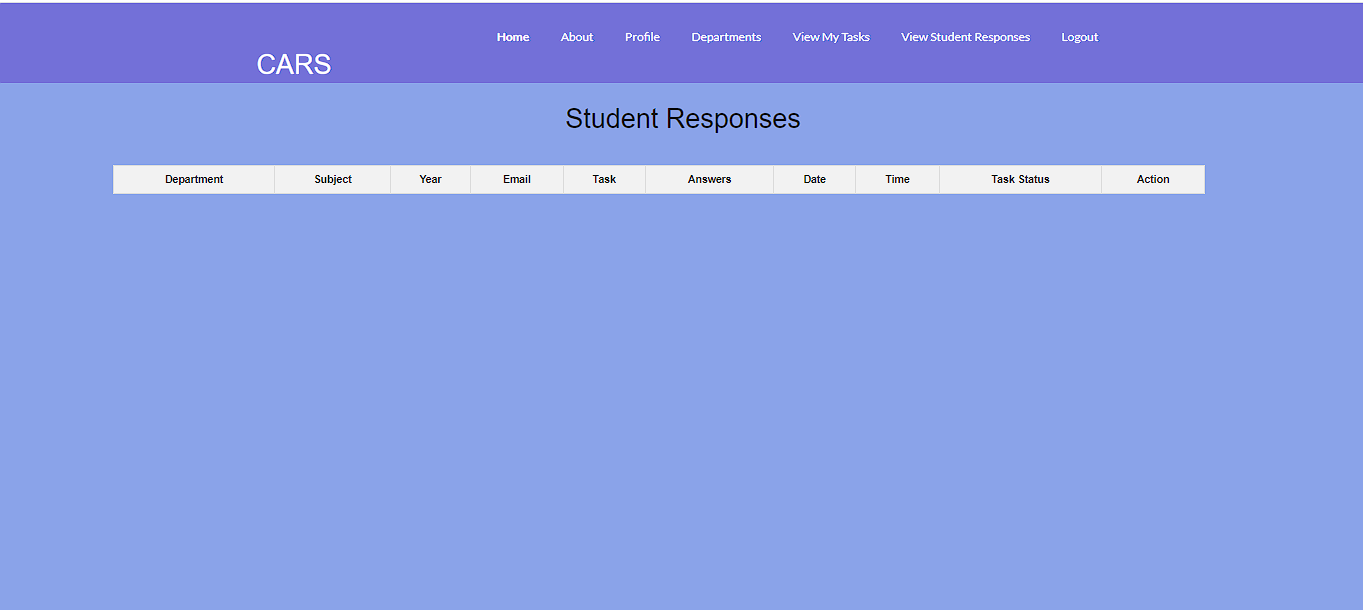 Home About Profile Departments View My Tasks View Student Responses Logout
CARS
Student Responses
Department Subject Year Email Task Answers Date Time Task Status Action